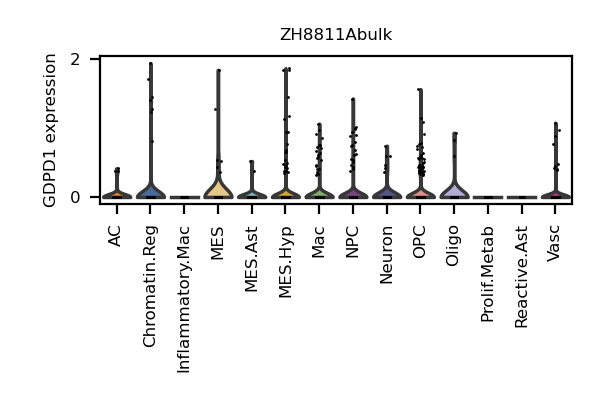 ZH8811Abulk
GDPD1 expression
2
0
AC
Chromatin.Reg
Inflammatory.Mac
MES
MES.Ast
MES.Hyp
Mac
NPC
Neuron
OPC
Oligo
Prolif.Metab
Reactive.Ast
Vasc